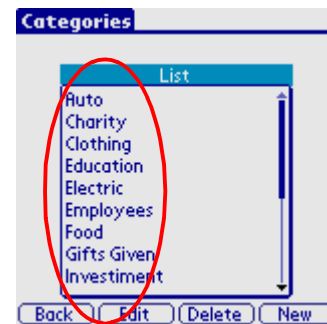 Categories
List
Auto
Charity
Clothing
Education
Electric
Employees
Food
Gifts Given
Investiment
Back Edit Delete New